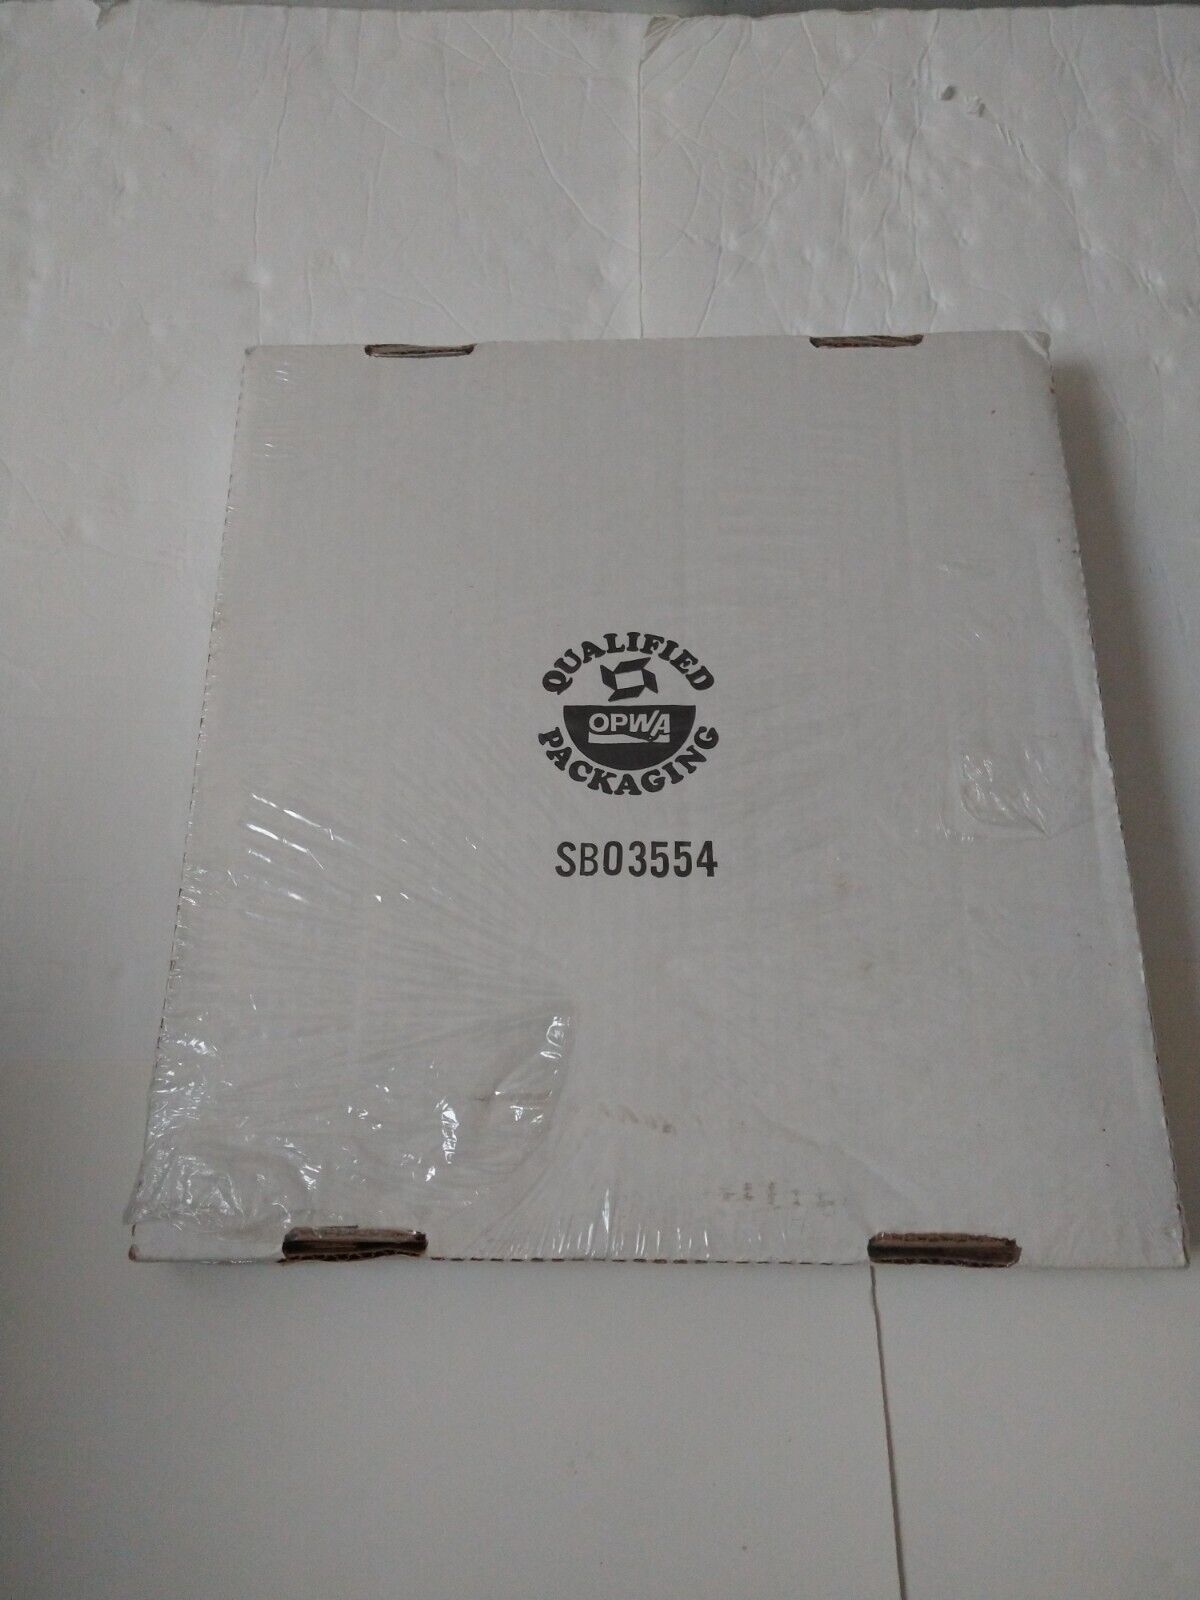 QUALIFIED
OPWA
PACKAGING
SB03554